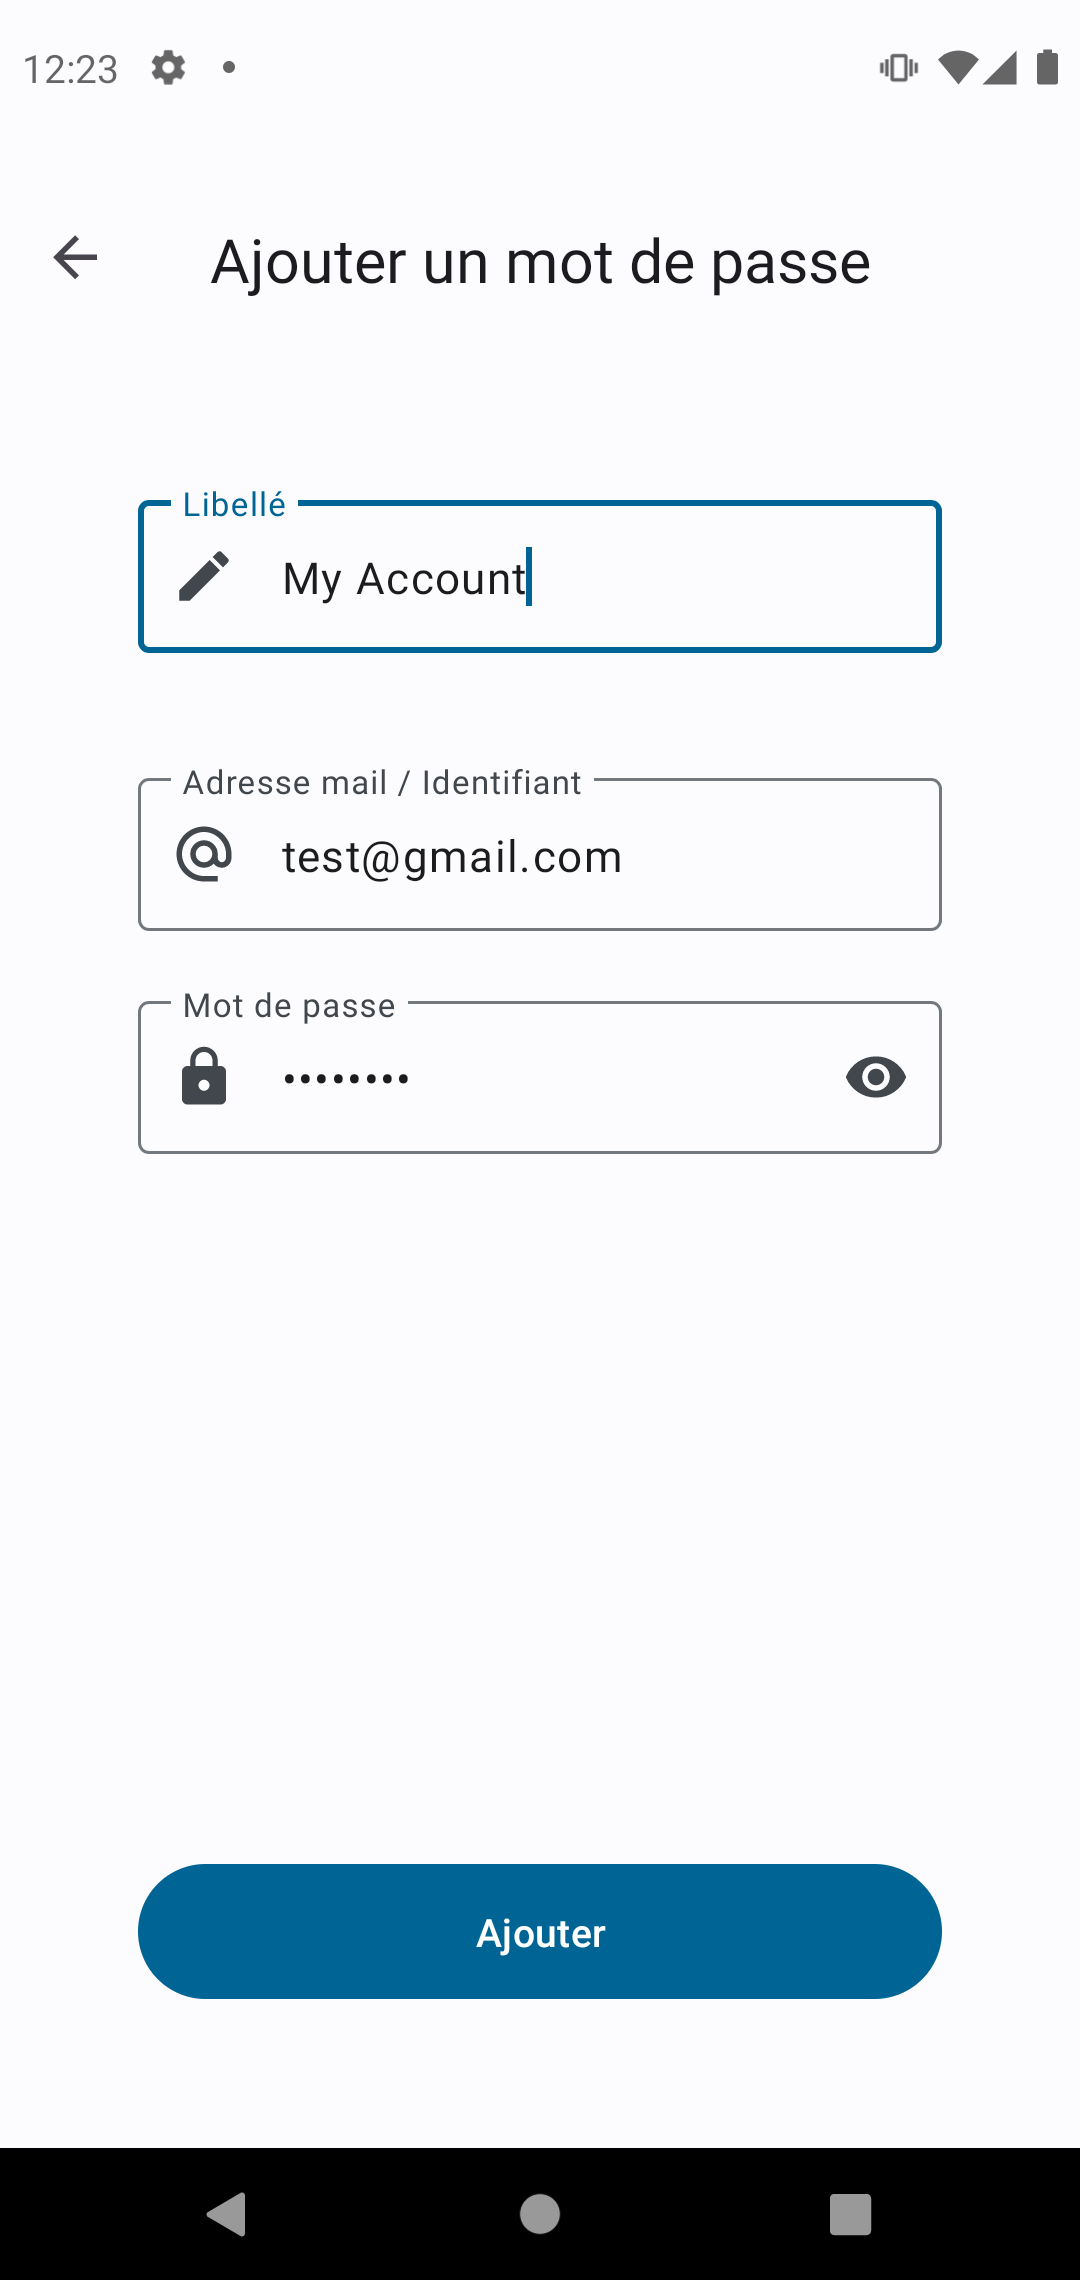 12:23
Ajouter un mot de passe
Libellé
My Account
Adresse mail / Identifiant
test@gmail.com
Mot de passe
••••••••
Ajouter